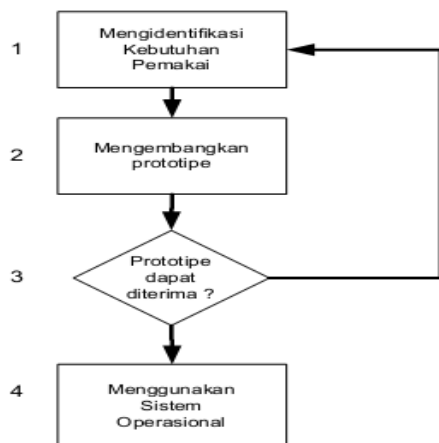 1
Mengidentifikasi
Kebutuhan
Pemakai
2
Mengembangkan
prototipe
3
Prototipe
dapat
diterima ?
4
Menggunakan
Sistem
Operasional